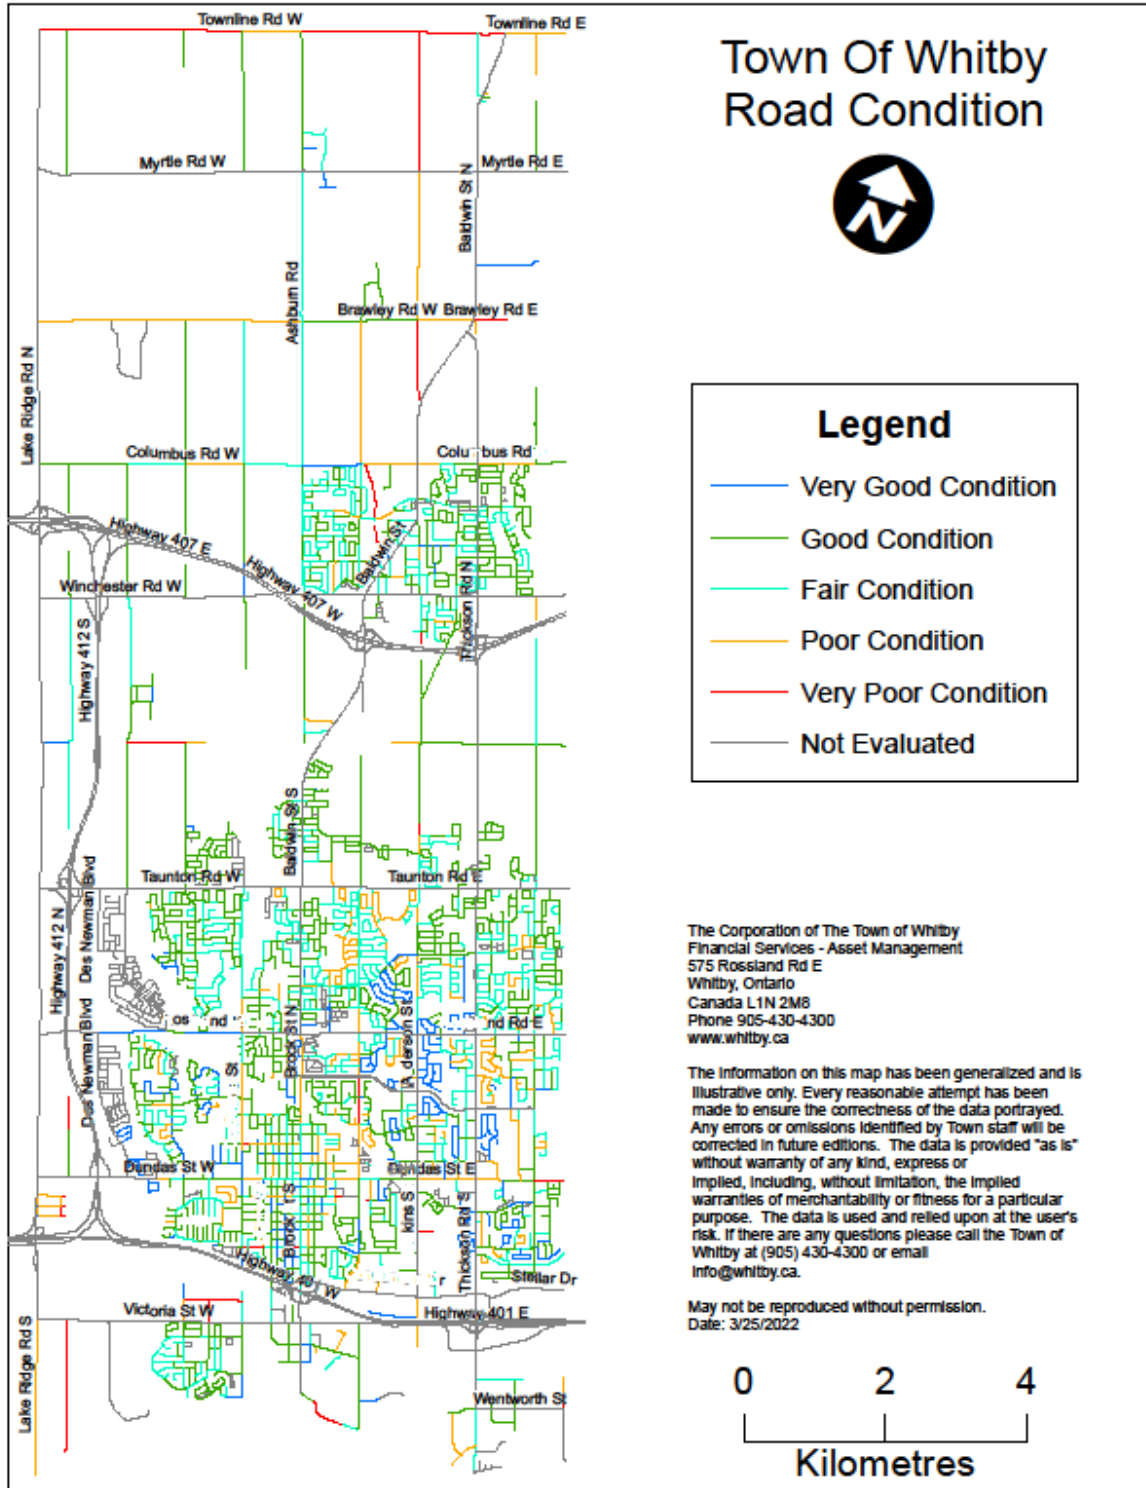 Townline Rd W
Townline Rd E
Town Of Whitby
Road Condition
N
Myrtle Rd W
Myrtle Rd E
Baldwin St N
Ashburn Rd
Brawley Rd W
Brawley Rd E
Lake Ridge Rd N
Columbus Rd W
Legend
Very Good Condition
Good Condition
Fair Condition
Poor Condition
Very Poor Condition
Not Evaluated
Highway 407 E
Highway 407 W
Baldwin St
Winchester Rd W
Thickson Rd N
Highway 412 S
Baldwin St S
Taunton Rd W
Taunton Rd E
Des Newman Blvd
Highway 412 N
Des Newman Blvd
nd Rd E
Brock St N
Dundas St W
Dundas St E
Brock St S
kins S
Thickson Rd S
Highway 401 W
Stellar Dr
Victoria St W
Highway 401 E
Lake Ridge Rd S
Wentworth St
The Corporation of The Town of Whitby
Financial Services - Asset Management
575 Rossland Rd E
Whitby, Ontario
Canada L1N 2M8
Phone 905-430-4300
www.whitby.ca
The information on this map has been generalized and is
illustrative only. Every reasonable attempt has been
made to ensure the correctness of the data portrayed.
Any errors or omissions identified by Town staff will be
corrected in future editions. The data is provided "as is"
without warranty of any kind, express or
implied, including, without limitation, the implied
warranties of merchantability or fitness for a particular
purpose. The data is used and relied upon at the user's
risk. If there are any questions please call the Town of
Whitby at (905) 430-4300 or email
info@whitby.ca.
May not be reproduced without permission.
Date: 3/25/2022
0 2 4
Kilometres